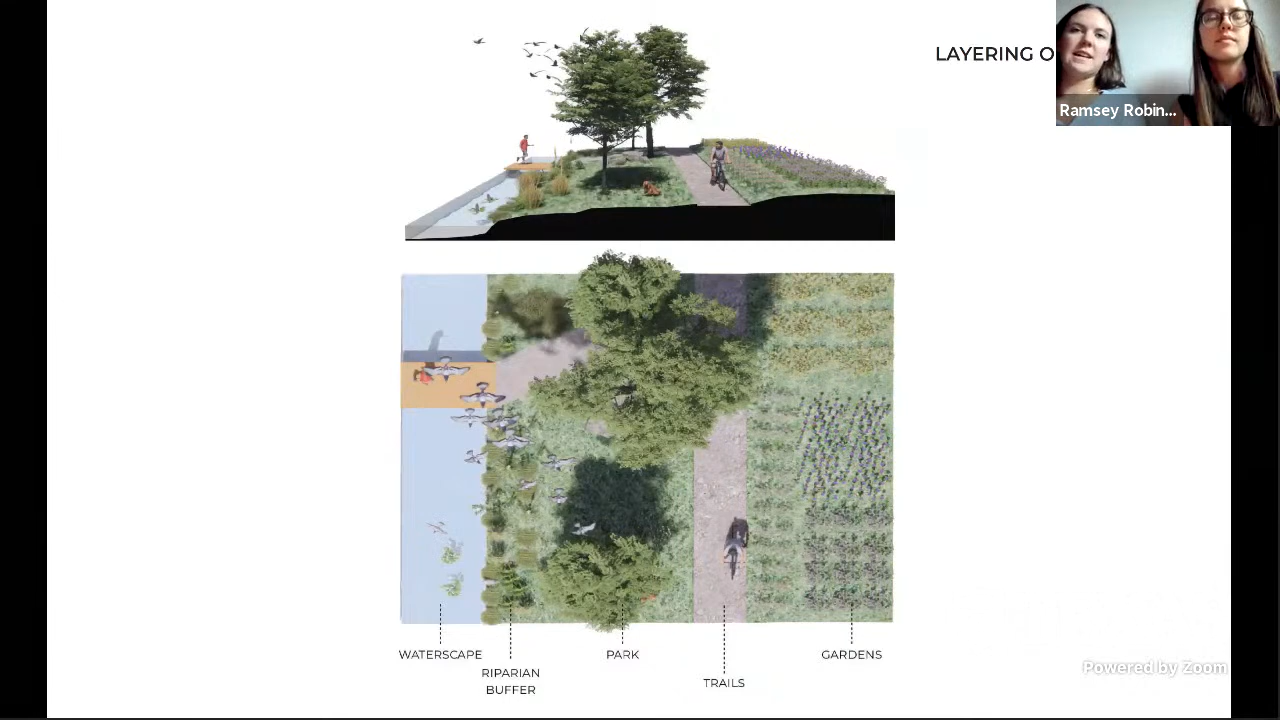 LAYERING O
Ramsey Robin...
WATERSCAPE
RIPARIAN
BUFFER
PARK
TRAILS
GARDENS
Powered by Zoom